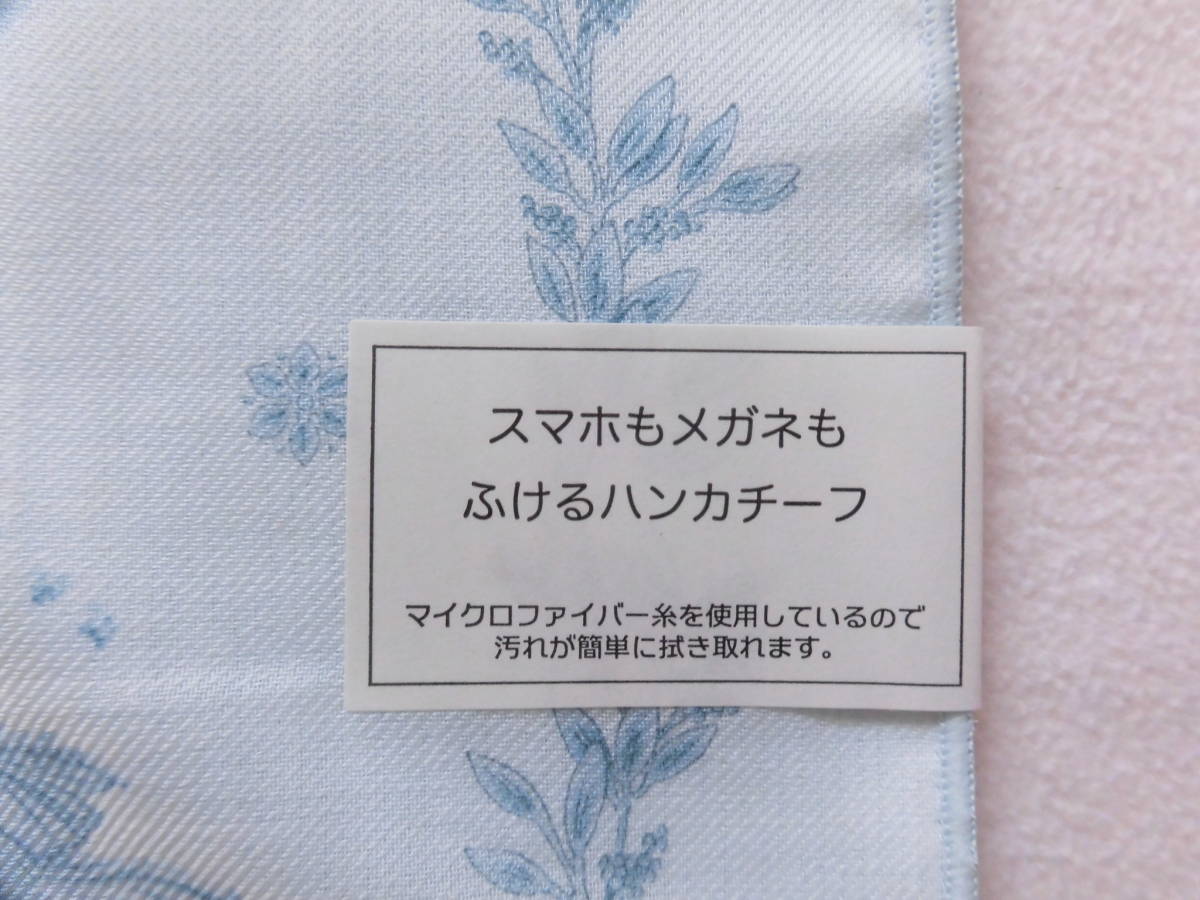 スマホもメガネも
ふけるハンカチーフ
マイクロファイバー糸を使用しているので
汚れが簡単に拭き取れます。